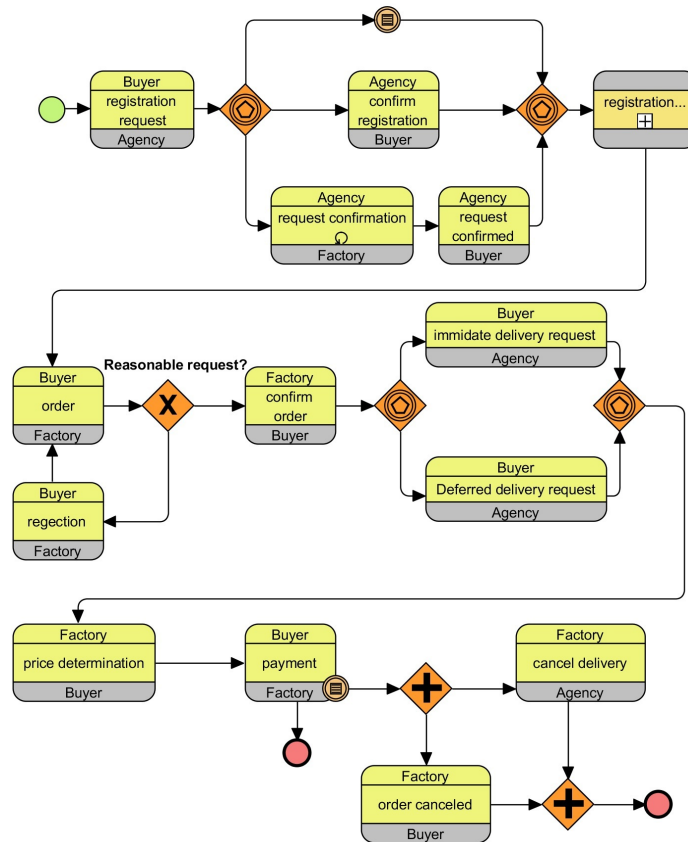 Buyer
registration
request
Agency
Agency
confirm
registration
Buyer
registration...
Agency
request confirmation
Factory
Agency
request
confirmed
Buyer
Buyer
order
Factory
Reasonable request?
X
Factory
confirm
order
Buyer
Buyer
immidate delivery request
Agency
Buyer
Deferred delivery request
Agency
Buyer
regection
Factory
Factory
price determination
Buyer
Buyer
payment
Factory
Factory
cancel delivery
Agency
Factory
order canceled
Buyer